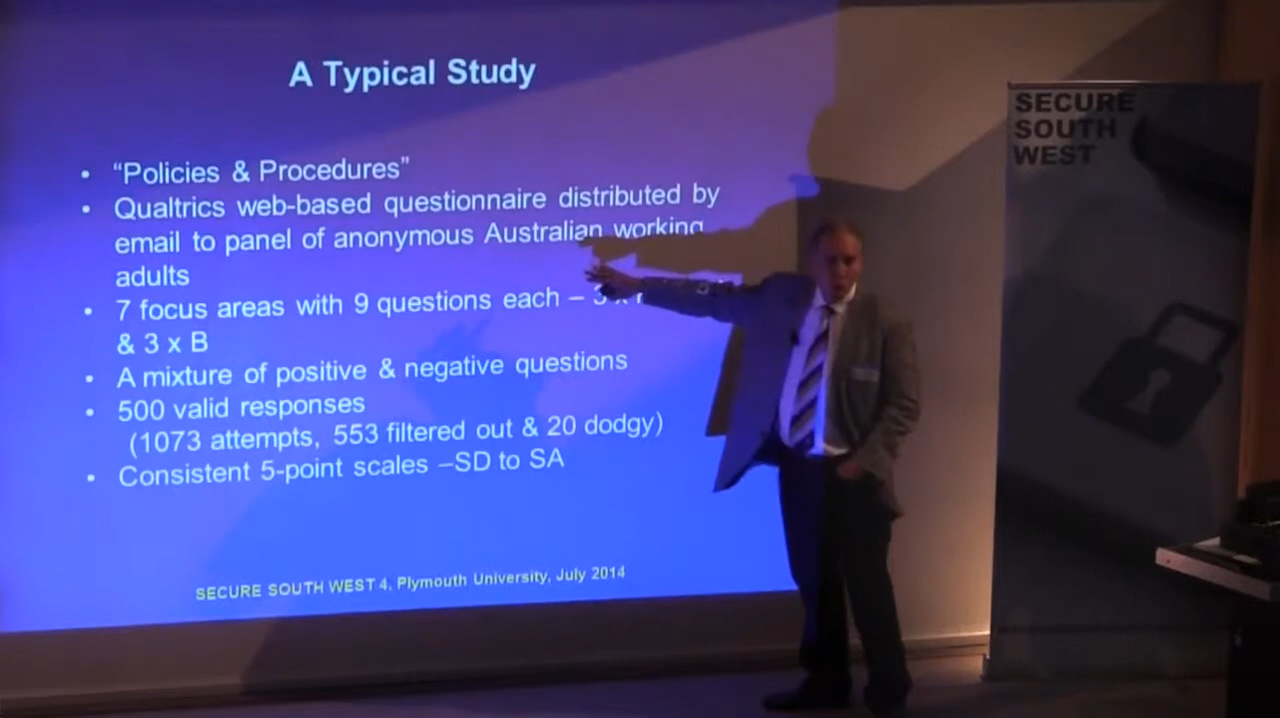 A Typical Study
• “Policies & Procedures”
• Qualtrics web-based questionnaire distributed by
email to panel of anonymous Australian working
adults
• 7 focus areas with 9 questions each – 3 x
& 3 x B
• A mixture of positive & negative questions
• 500 valid responses
(1073 attempts, 553 filtered out & 20 dodgy)
• Consistent 5-point scales –SD to SA
SECURE SOUTH WEST 4, Plymouth University, July 2014
SECURE
SOUTH
WEST